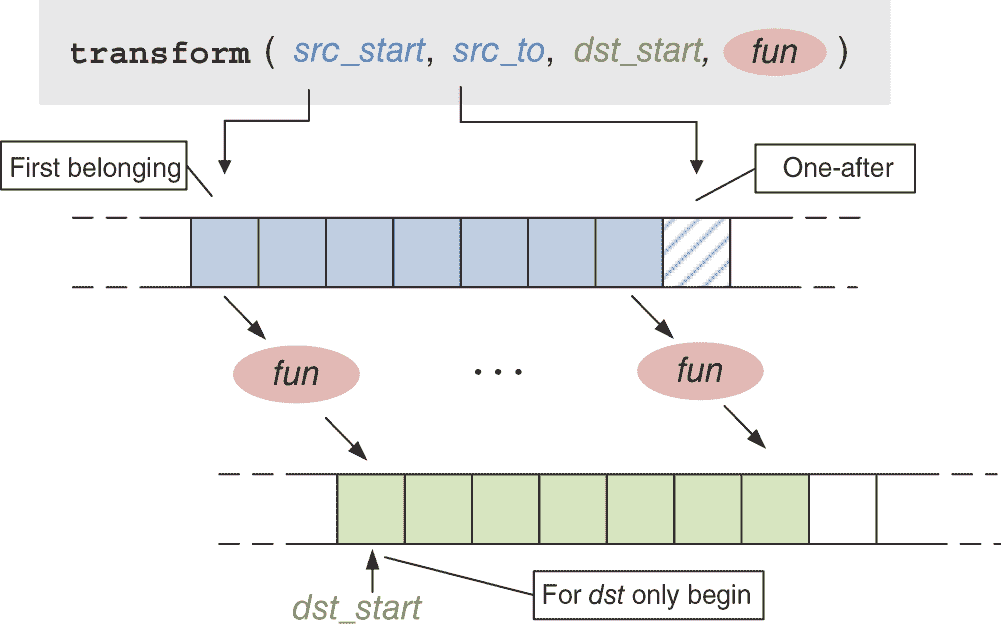 transform ( src_start, src_to, dst_start, fun )
First belonging
One-after
fun
...
fun
dst_start
For dst only begin